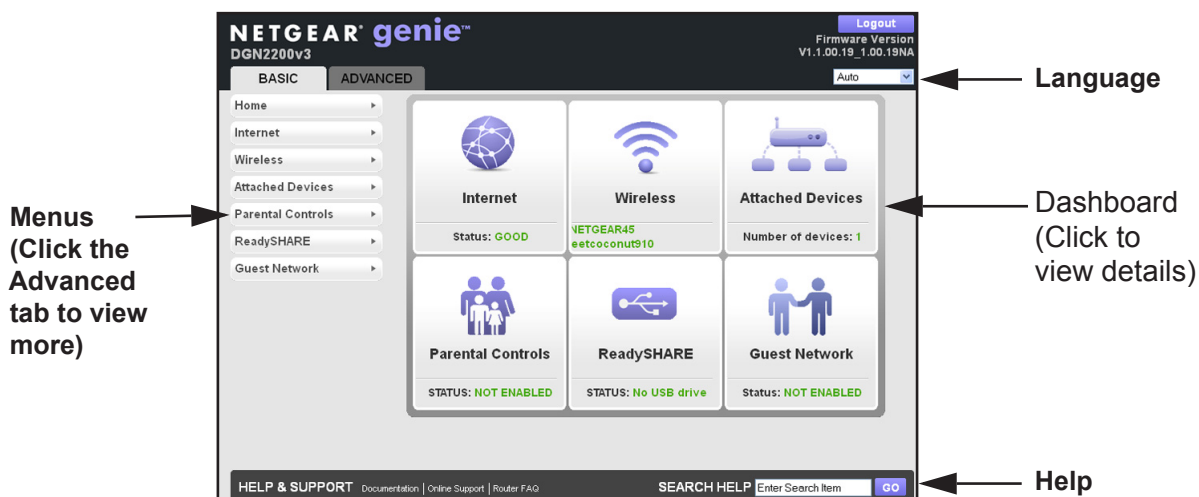 NETGEAR® genie™
DGN2200v3
Logout
Firmware Version
V1.1.00.19_1.00.19NA
BASIC
ADVANCED
Auto
Language
Home
Internet
Wireless
Attached Devices
Parental Controls
ReadySHARE
Guest Network
Menus
(Click the
Advanced
tab to view
more)
Internet
Status: GOOD
Wireless
NETGEAR45
eetcoconut910
Attached Devices
Number of devices: 1
Dashboard
(Click to
view details)
Parental Controls
STATUS: NOT ENABLED
ReadySHARE
STATUS: No USB drive
Guest Network
Status: NOT ENABLED
HELP & SUPPORT Documentation | Online Support | Router FAQ
SEARCH HELP Enter Search Item GO
Help